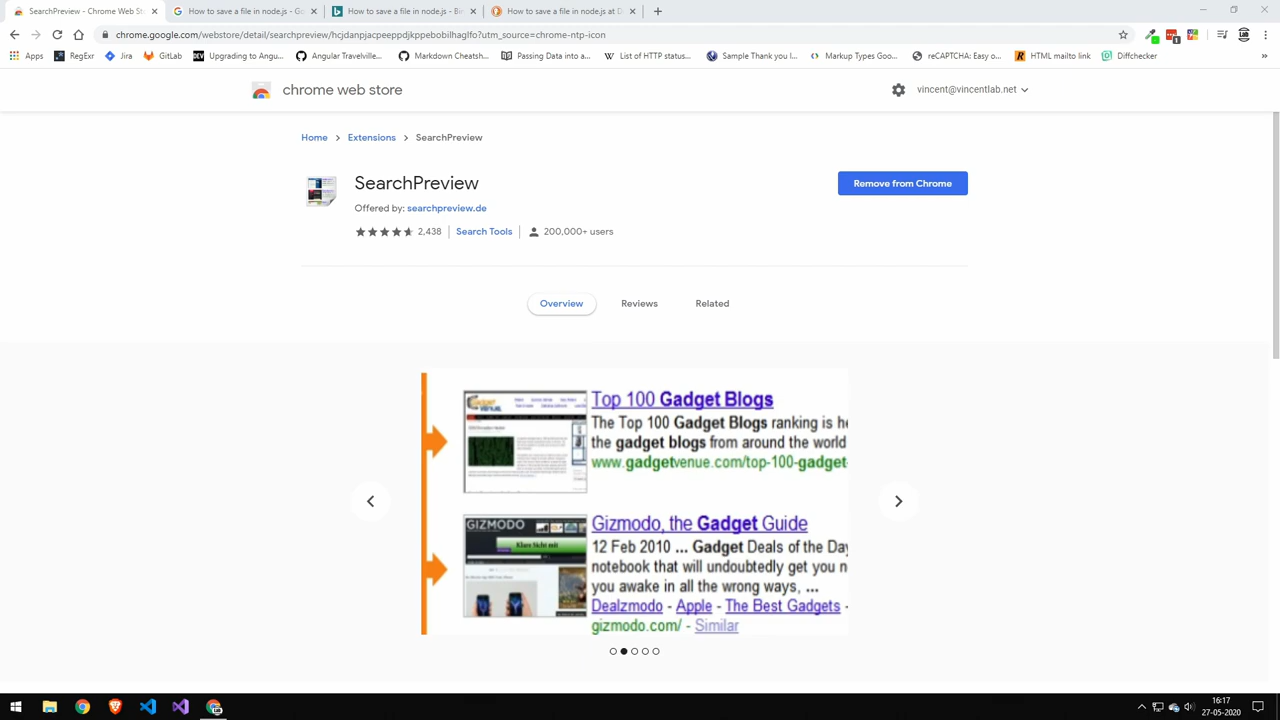 SearchPreview - Chrome Web Sto
How to save a file in node.js - Go
How to save a file in node.js - Bi
How to save a file in node.js at D
chrome.google.com/webstore/detail/searchpreview/hcjdanpjacpeeppdjkppebobilhaglfo?utm_source=chrome-ntp-icon
Apps
RegExr
Jira
GitLab
Upgrading to Angu...
Angular Travelville...
Markdown Cheatsh...
Passing Data into a...
List of HTTP status...
Sample Thank you l...
Markup Types Goo...
reCAPTCHA: Easy o...
HTML mailto link
Diffchecker
»
chrome web store
vincent@vincentlab.net
Home > Extensions > SearchPreview
SearchPreview
Remove from Chrome
Offered by: searchpreview.de
2,438 Search Tools 200,000+ users
Overview Reviews Related
Top 100 Gadget Blogs
The Top 100 Gadget Blogs ranking is he
the gadget blogs from around the world
www.gadgetvenue.com/top-100-gadget-
GIZMODO
Gizmodo, the Gadget Guide
12 Feb 2010 ... Gadget Deals of the Day
notebook that will undoubtedly get you n
you awake in all the wrong ways, ...
Dealzmodo - Apple - The Best Gadgets -
gizmodo.com/ - Similar
16:17
27-05-2020